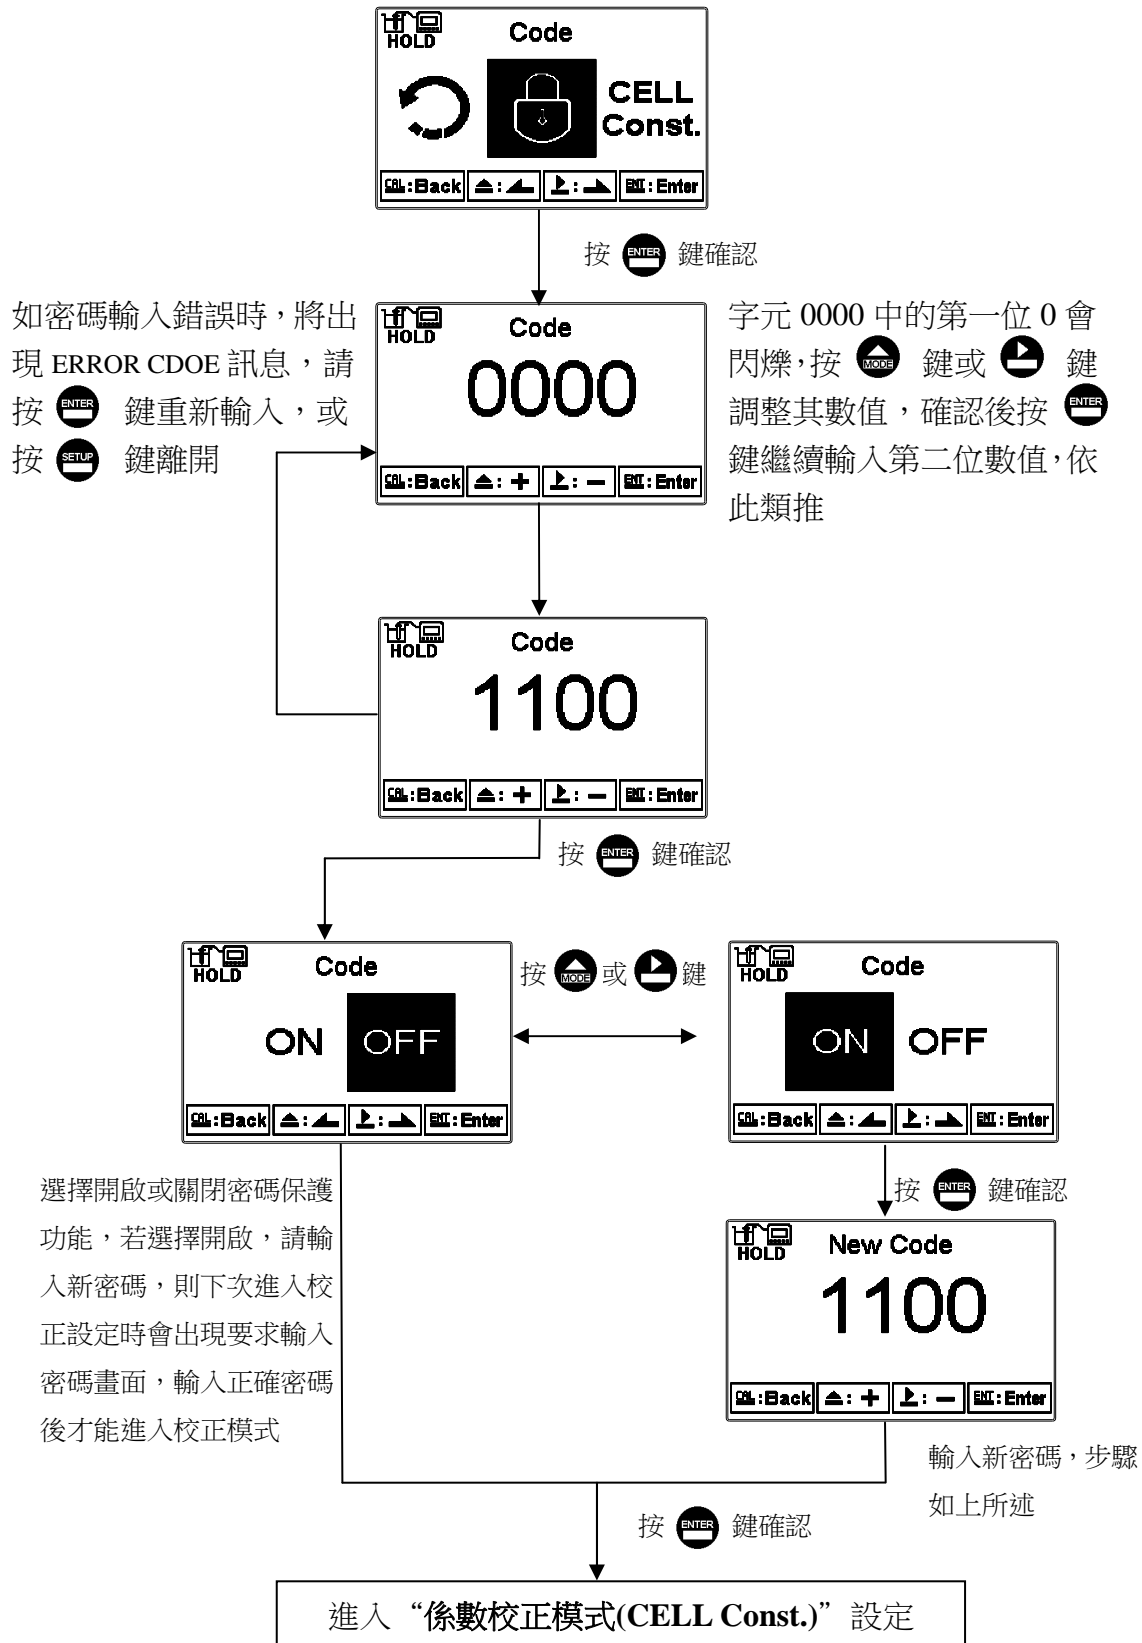 HOLD
Code
CELL
Const.
CAL:Back
ENT:Enter
按 ENTER 鍵確認
如密碼輸入錯誤時，將出
現 ERROR CDOE 訊息，請
按 ENTER 鍵重新輸入，或
按 SETUP 鍵離開
HOLD
Code
0000
CAL:Back
: +
: −
ENT:Enter
字元 0000 中的第一位 0 會
閃爍，按 MODE 鍵或 鍵
調整其數值，確認後按 ENTER
鍵繼續輸入第二位數值，依
此類推
HOLD
Code
1100
CAL:Back
: +
: −
ENT:Enter
按 ENTER 鍵確認
HOLD
Code
ON OFF
CAL:Back
ENT:Enter
按 MODE 或 鍵
HOLD
Code
ON OFF
CAL:Back
ENT:Enter
選擇開啟或關閉密碼保護
功能，若選擇開啟，請輸
入新密碼，則下次進入校
正設定時會出現要求輸入
密碼畫面，輸入正確密碼
後才能進入校正模式
按 ENTER 鍵確認
HOLD
New Code
1100
CAL:Back
: +
: −
ENT:Enter
輸入新密碼，步驟
如上所述
按 ENTER 鍵確認
進入“係數校正模式(CELL Const.)”設定